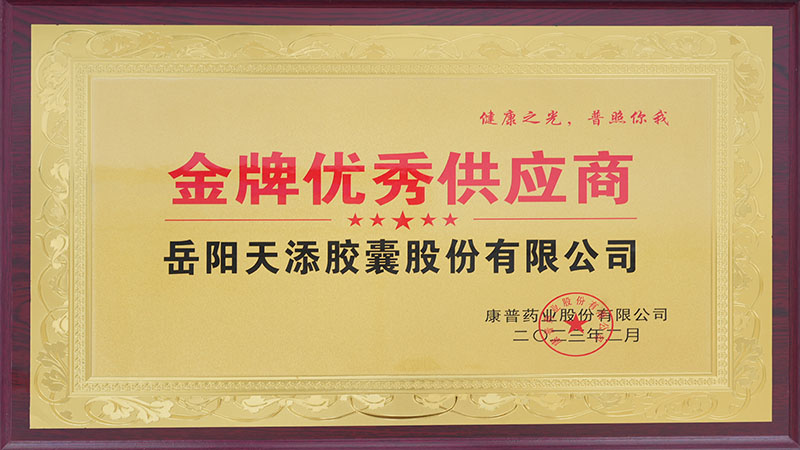 健康之光，普照你我
金牌优秀供应商
岳阳天添胶囊股份有限公司
康普药业股份有限公司
二〇二三年二月